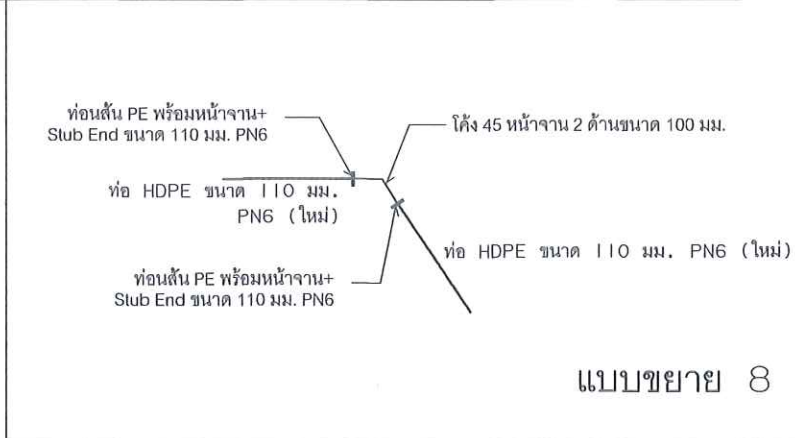 ท่อนสั้น PE พร้อมหน้าจาน+
Stub End ขนาด 110 มม. PN6
โค้ง 45 หน้าจาน 2 ด้านขนาด 100 มม.
ท่อ HDPE ขนาด 110 มม.
PN6 (ใหม่)
ท่อ HDPE ขนาด 110 มม. PN6 (ใหม่)
ท่อนสั้น PE พร้อมหน้าจาน+
Stub End ขนาด 110 มม. PN6
แบบขยาย 8